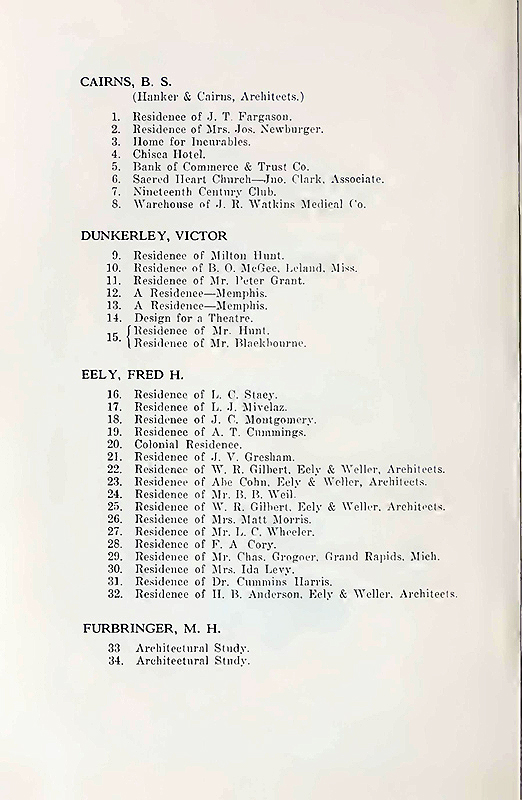 CAIRNS, B. S.
(Hanker & Cairns, Architects.)
1. Residence of J. T. Fargason.
2. Residence of Mrs. Jos. Newburger.
3. Home for Incurables.
4. Chisca Hotel.
5. Bank of Commerce & Trust Co.
6. Sacred Heart Church—Jno. Clark, Associate.
7. Nineteenth Century Club.
8. Warehouse of J. R. Watkins Medical Co.
DUNKERLEY, VICTOR
9. Residence of Milton Hunt.
10. Residence of B. O. McGee, Leland, Miss.
11. Residence of Mr. Peter Grant.
12. A Residence—Memphis.
13. A Residence—Memphis.
14. Design for a Theatre.
15. { Residence of Mr. Hunt.
Residence of Mr. Blackbourne.
EELY, FRED H.
16. Residence of L. C. Stacy.
17. Residence of L. J. Mivelaz.
18. Residence of J. C. Montgomery.
19. Residence of A. T. Cummings.
20. Colonial Residence.
21. Residence of J. V. Gresham.
22. Residence of W. R. Gilbert, Eely & Weller, Architects.
23. Residence of Abe Cohn, Eely & Weller, Architects.
24. Residence of Mr. B. B. Weil.
25. Residence of W. R. Gilbert, Eely & Weller, Architects.
26. Residence of Mrs. Matt Morris.
27. Residence of Mr. L. C. Wheeler.
28. Residence of F. A Cory.
29. Residence of Mr. Chas. Grogoer, Grand Rapids, Mich.
30. Residence of Mrs. Ida Levy.
31. Residence of Dr. Cummins Harris.
32. Residence of H. B. Anderson, Eely & Weller, Architects.
FURBRINGER, M. H.
33 Architectural Study.
34. Architectural Study.